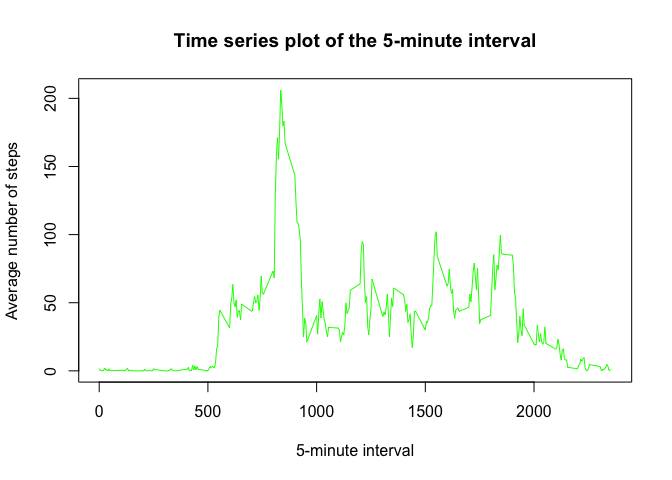 Time series plot of the 5-minute interval
Average number of steps
200
150
100
50
0
0 500 1000 1500 2000
5-minute interval